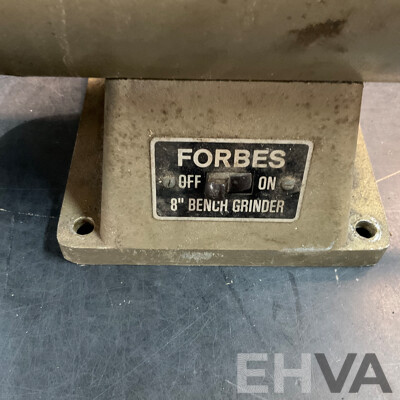 FORBES
OFF ON
8" BENCH GRINDER
EHVA